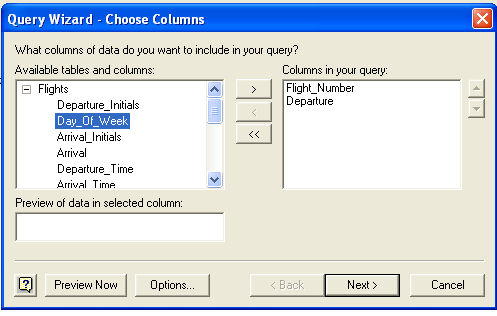 Query Wizard - Choose Columns
What columns of data do you want to include in your query?
Available tables and columns:
Flights
Departure_Initials
Day_Of_Week
Arrival_Initials
Arrival
Departure_Time
Arrival_Time
>
<
<<
Columns in your query:
Flight_Number
Departure
Preview of data in selected column:
?
Preview Now
Options...
< Back
Next >
Cancel